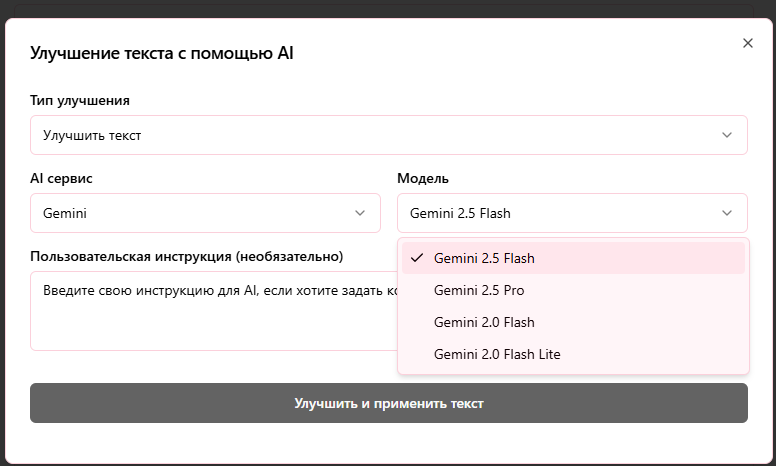 Улучшение текста с помощью AI
Тип улучшения
Улучшить текст
AI сервис
Модель
Gemini
Gemini 2.5 Flash
Gemini 2.5 Flash
Gemini 2.5 Pro
Gemini 2.0 Flash
Gemini 2.0 Flash Lite
Пользовательская инструкция (необязательно)
Введите свою инструкцию для AI, если хотите задать
Улучшить и применить текст